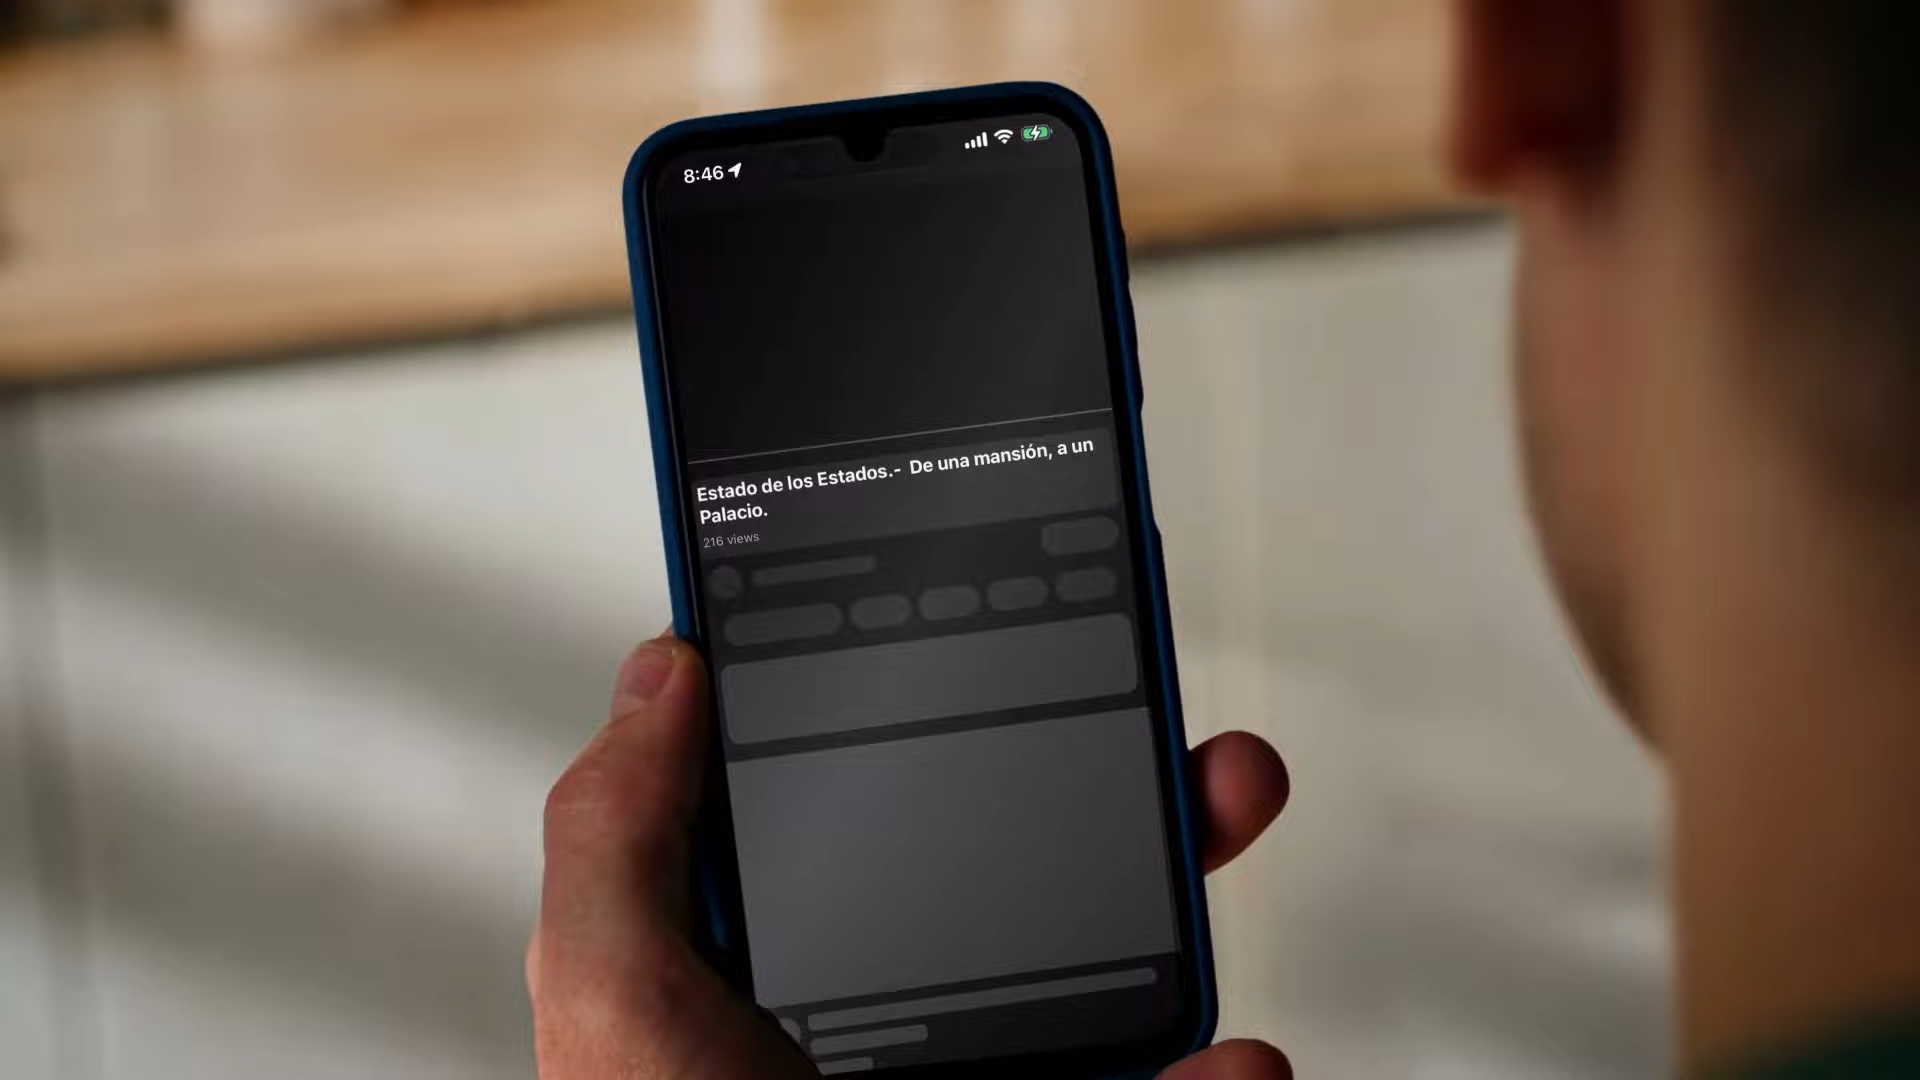 8:46
Estado de los Estados.-  De una mansión, a un
Palacio.
216 views